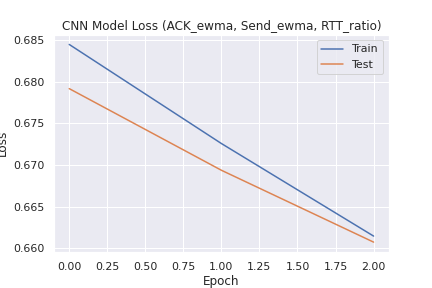 CNN Model Loss (ACK_ewma, Send_ewma, RTT_ratio)
0.685
0.680
0.675
0.670
0.665
0.660
Loss
Train
Test
0.00 0.25 0.50 0.75 1.00 1.25 1.50 1.75 2.00
Epoch